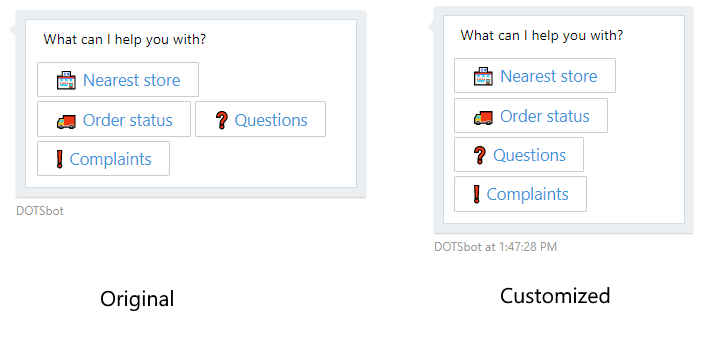 What can I help you with?
Nearest store
Order status Questions
Complaints
DOTSbot
Original
What can I help you with?
Nearest store
Order status
Questions
Complaints
DOTSbot at 1:47:28 PM
Customized